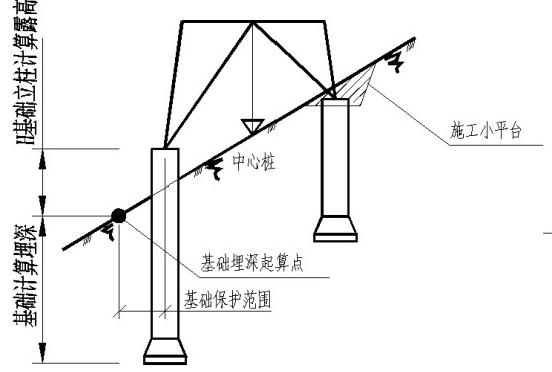 H基础立柱计算露高
施工小平台
中心桩
基础埋深起算点
基础计算埋深
基础保护范围